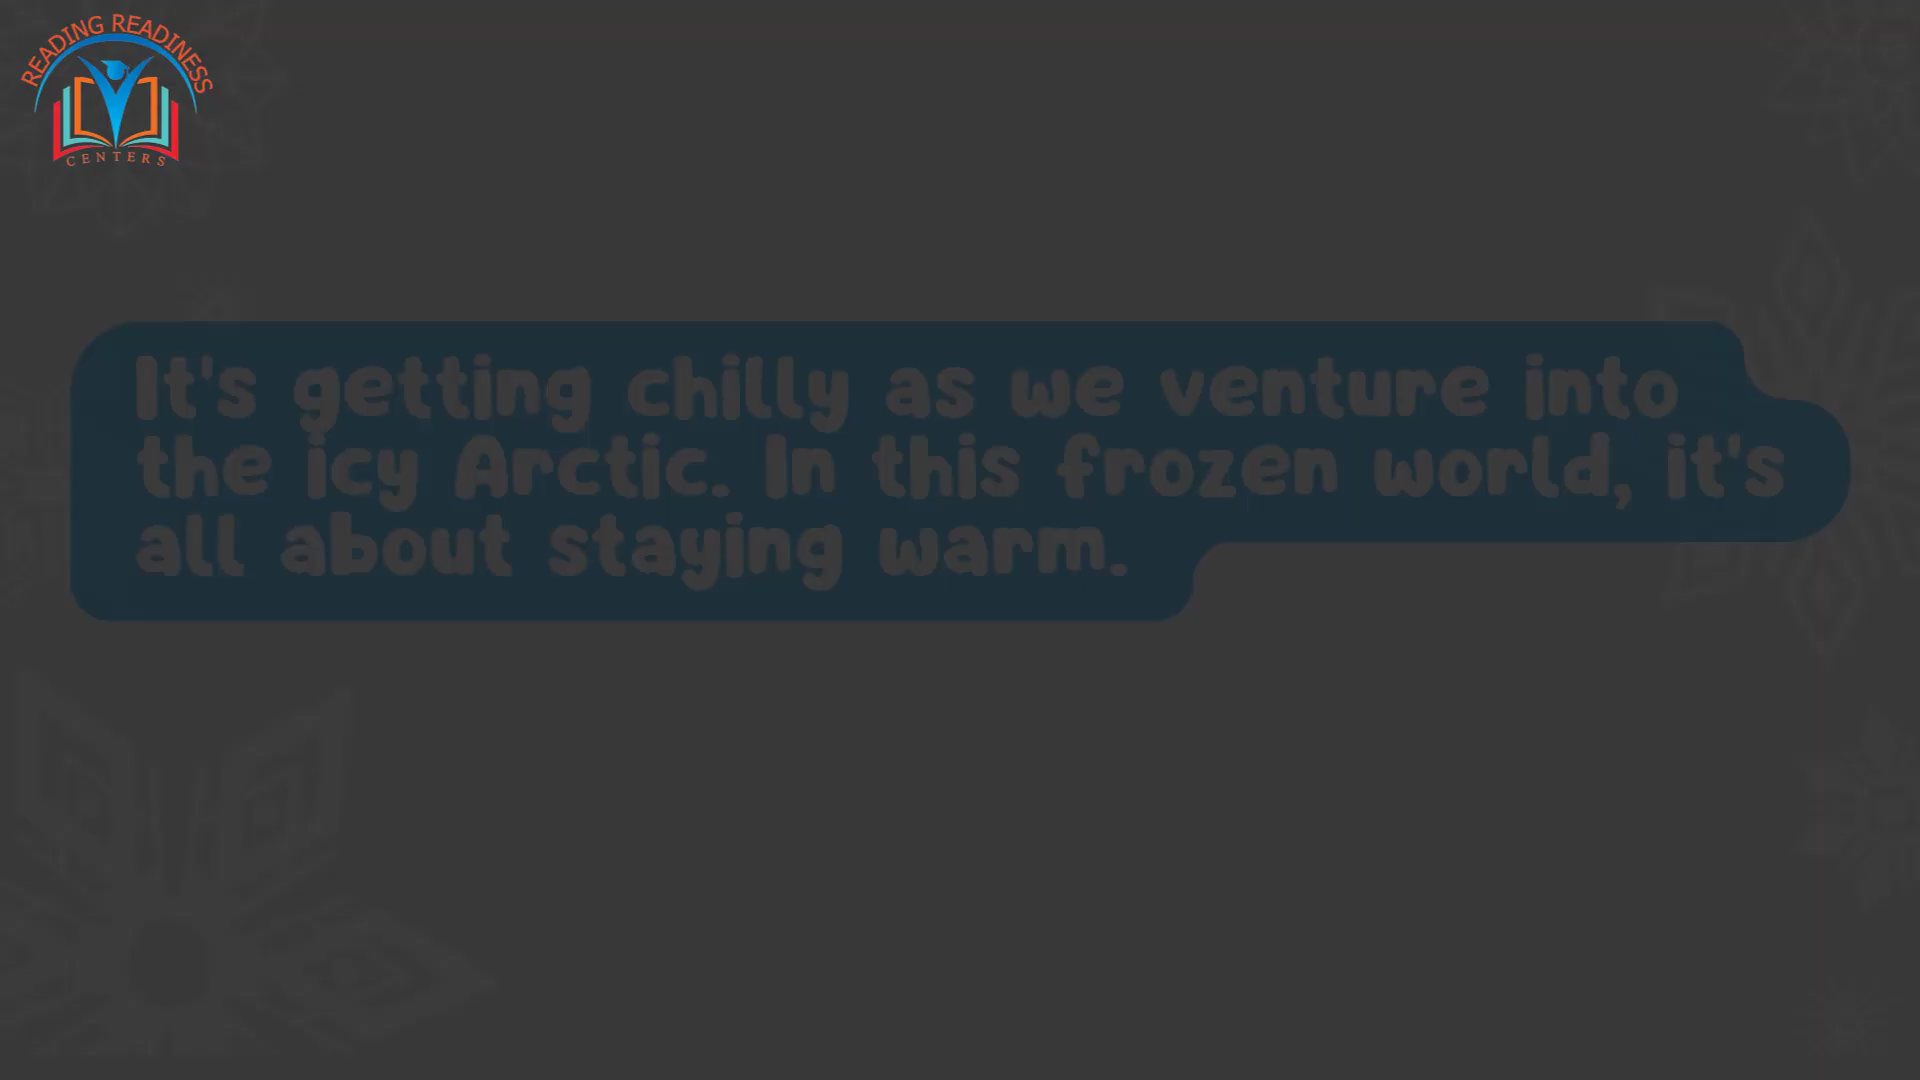 READING READINESS
CENTERS
It's getting chilly as we venture into
the icy Arctic. In this frozen world, it's
all about staying warm.